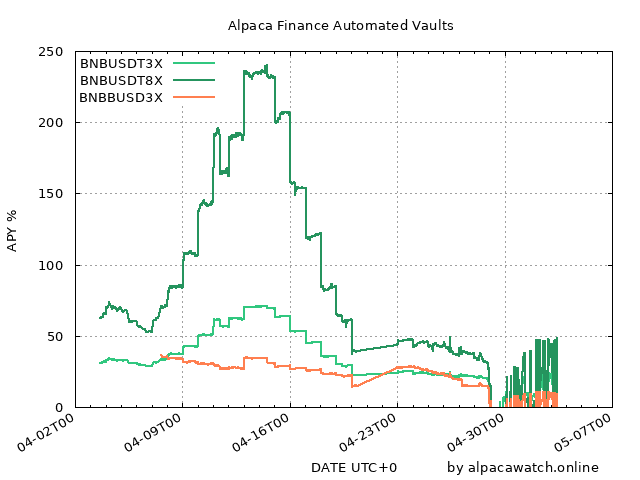 Alpaca Finance Automated Vaults
250
200
150
100
50
0
APY %
BNBUSDT3X
BNBUSDT8X
BNBBUSD3X
04-02T00
04-09T00
04-16T00
04-23T00
04-30T00
05-07T00
DATE UTC+0
by alpacawatch.online